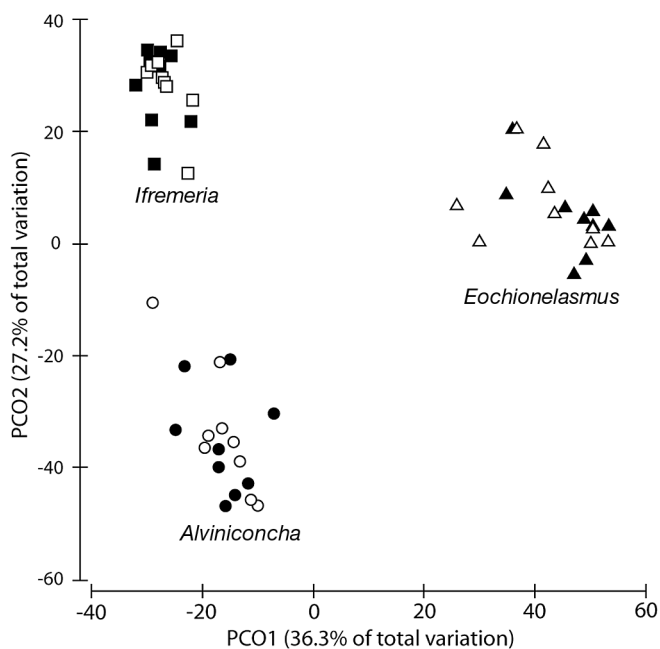 40
20
0
-20
-40
-60
PCO2 (27.2% of total variation)
Ifremeria
Eochionelasmus
Alviniconcha
-40 -20 0 20 40 60
PCO1 (36.3% of total variation)